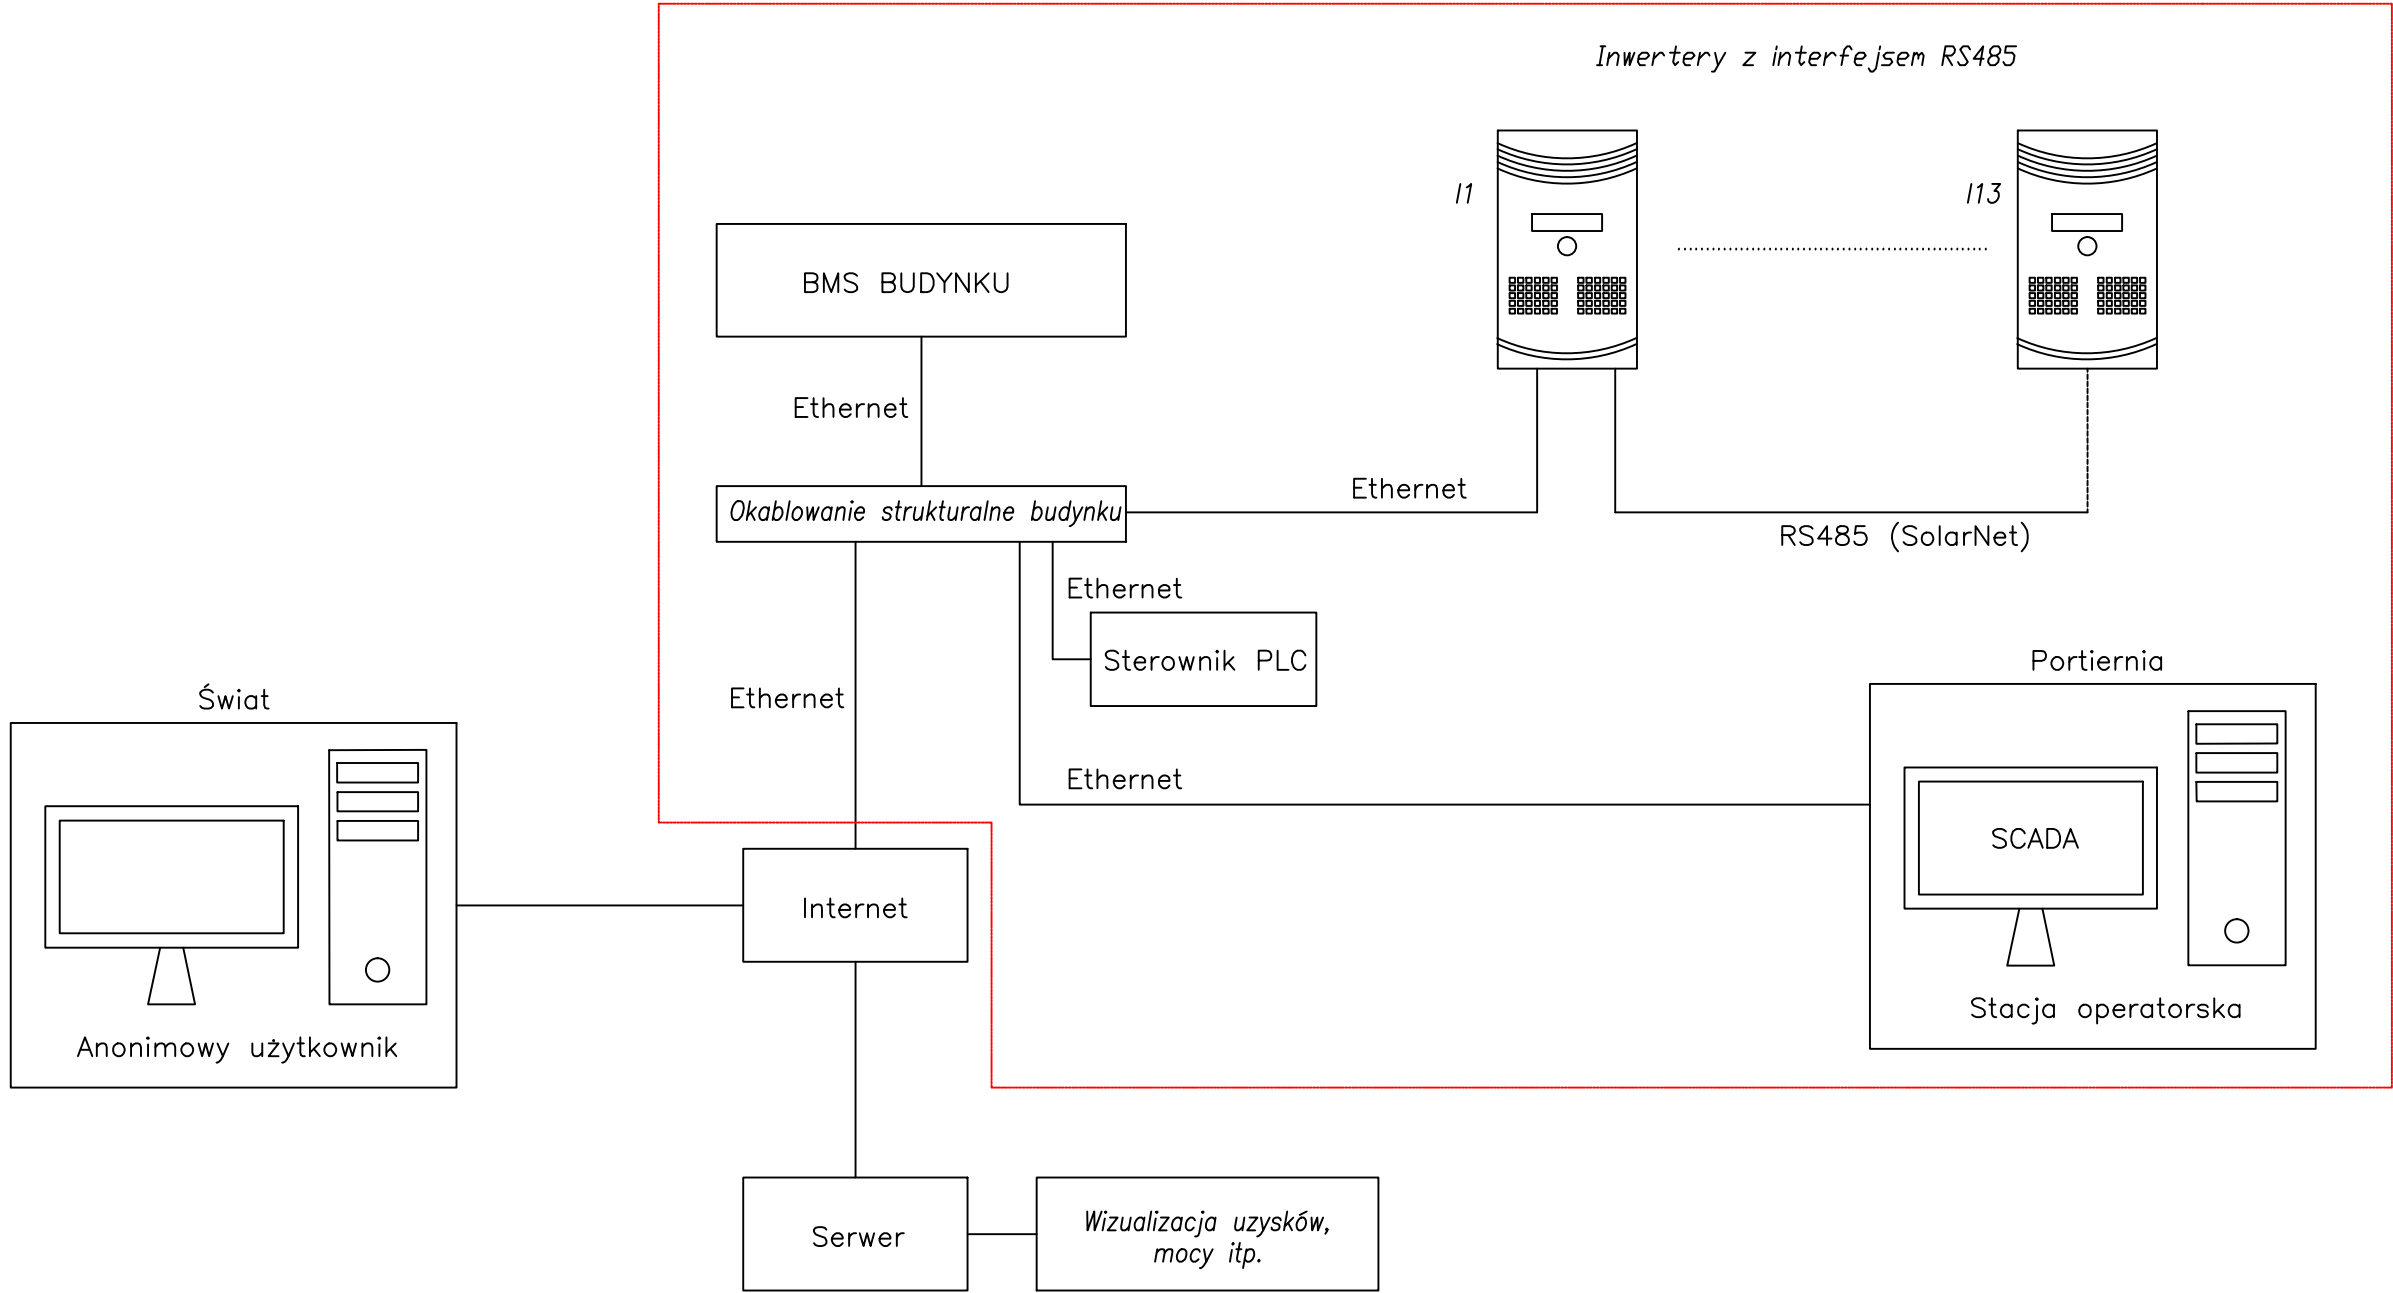 Inwertery z interfejsem RS485
I1
I13
BMS BUDYNKU
Ethernet
Okablowanie strukturalne budynku
Ethernet
RS485 (SolarNet)
Ethernet
Sterownik PLC
Ethernet
Ethernet
Portiernia
SCADA
Stacja operatorska
Świat
Anonimowy użytkownik
Internet
Serwer
Wizualizacja uzysków,
mocy itp.